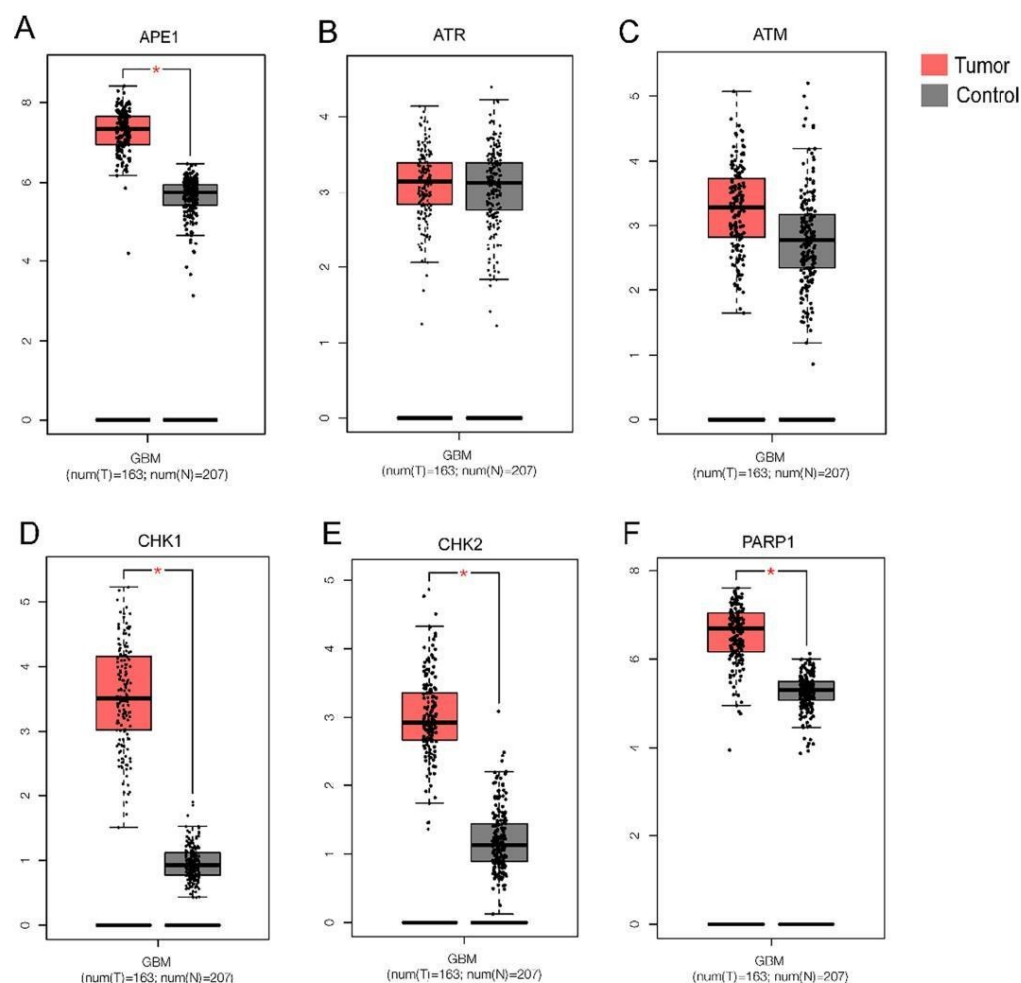 A
APE1
*
8
6
4
2
0
GBM
(num(T)=163; num(N)=207)
B
ATR
4
3
2
1
0
GBM
(num(T)=163; num(N)=207)
C
ATM
5
4
3
2
1
0
GBM
(num(T)=163; num(N)=207)
Tumor
Control
D
CHK1
*
5
4
3
2
1
0
GBM
(num(T)=163; num(N)=207)
E
CHK2
*
5
4
3
2
1
0
GBM
(num(T)=163; num(N)=207)
F
PARP1
*
8
6
4
2
0
GBM
(num(T)=163; num(N)=207)